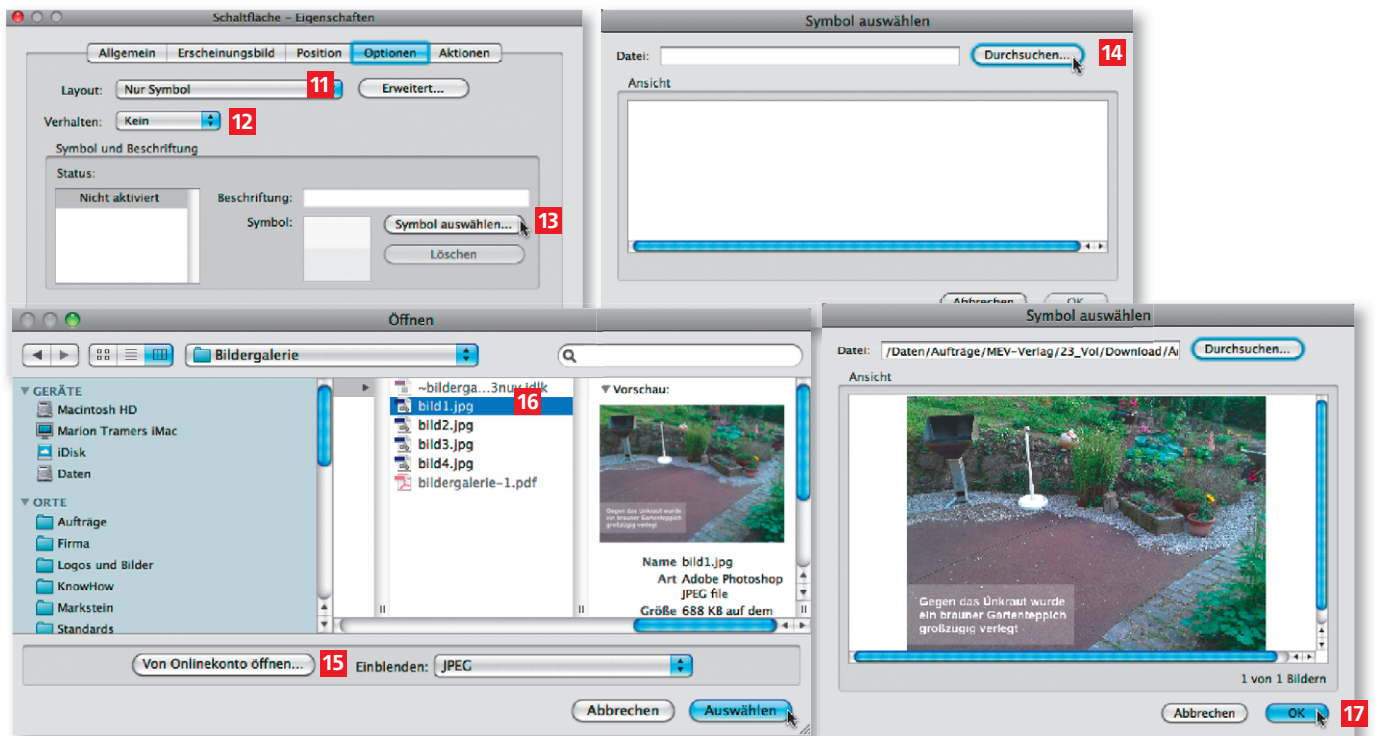 Schaltfläche – Eigenschaften
Allgemein Erscheinungsbild Position Optionen Aktionen
Layout: Nur Symbol 11 Erweitert...
Verhalten: Kein 12
Symbol und Beschriftung
Status:
Nicht aktiviert
Beschriftung:
Symbol: Symbol auswählen... 13
Löschen
Symbol auswählen
Datei: Durchsuchen... 14
Ansicht
Abbrechen OK
Öffnen
Bildergalerie
GERÄTE
Macintosh HD
Marion Tramers iMac
iDisk
Daten
ORTE
Aufträge
Firma
Logos und Bilder
KnowHow
Markstein
Standards
~bilderga...3nuv.idlk
bild1.jpg 16
bild2.jpg
bild3.jpg
bild4.jpg
bildergalerie-1.pdf
Vorschau:
Gegen das Unkraut wurde
ein brauner Gartenteppich
großzügig verlegt
Name bild1.jpg
Art Adobe Photoshop
JPEG file
Größe 688 KB auf dem
Von Onlinekonto öffnen... 15 Einblenden: JPEG
Abbrechen Auswählen
Symbol auswählen
Datei: /Daten/Aufträge/MEV-Verlag/23_Vol/Download/A Durchsuchen...
Ansicht
Gegen das Unkraut wurde
ein brauner Gartenteppich
großzügig verlegt
1 von 1 Bildern
Abbrechen OK 17